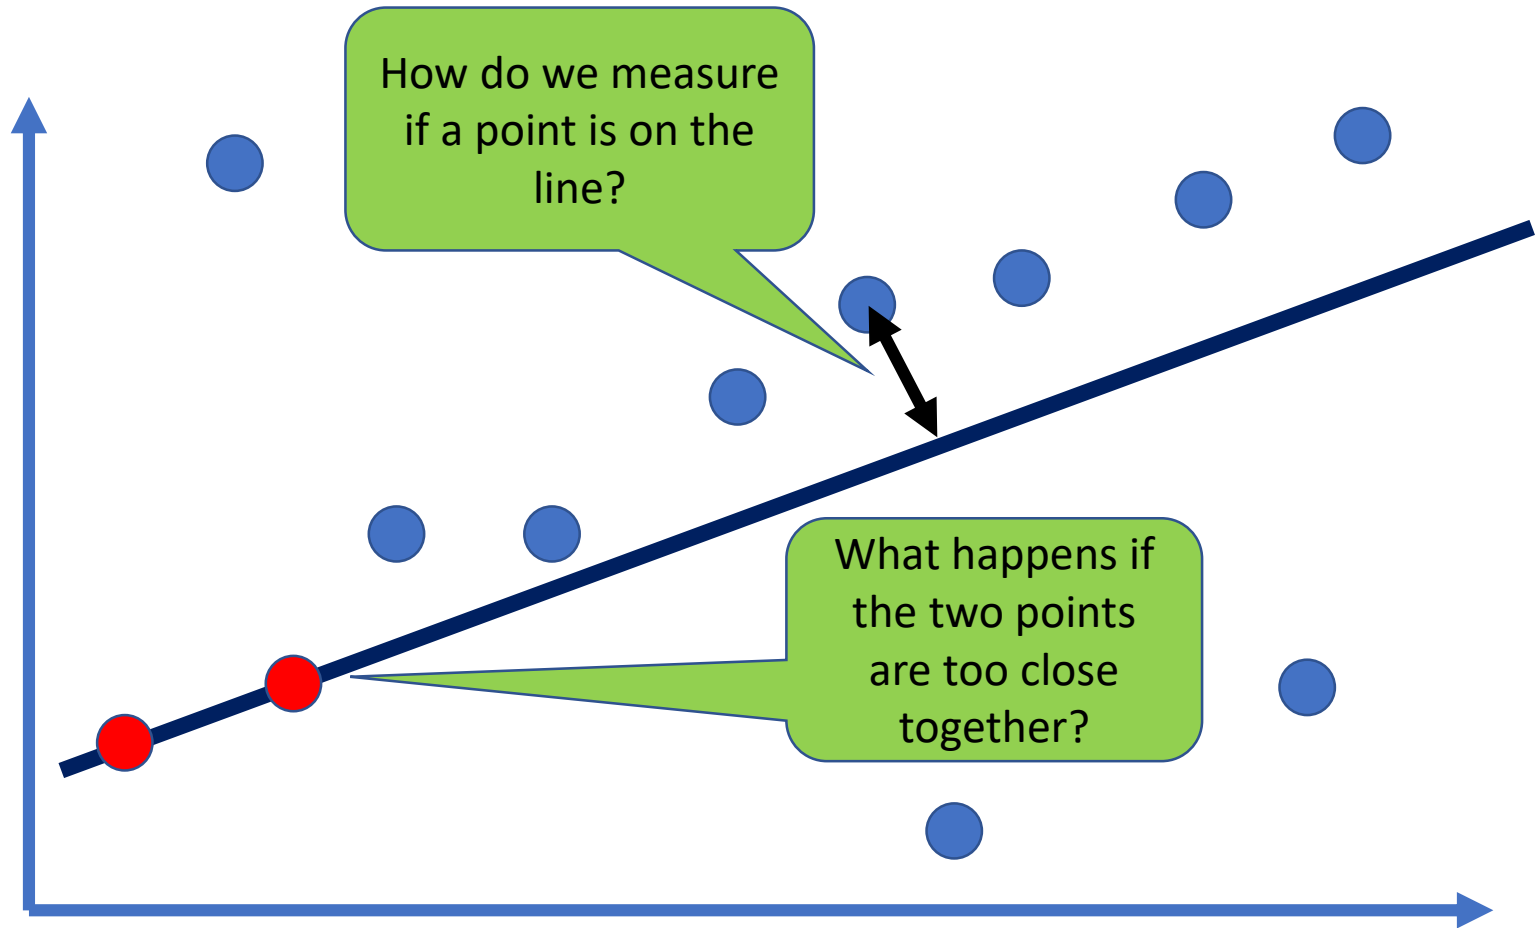 How do we measure
if a point is on the
line?
What happens if
the two points
are too close
together?